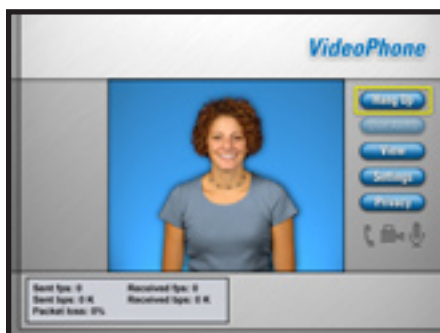 VideoPhone
Hang Up
View
Settings
Privacy
Sent fps: 0 Received fps: 0
Sent bps: 0 K Received bps: 0 K
Packet loss: 0%